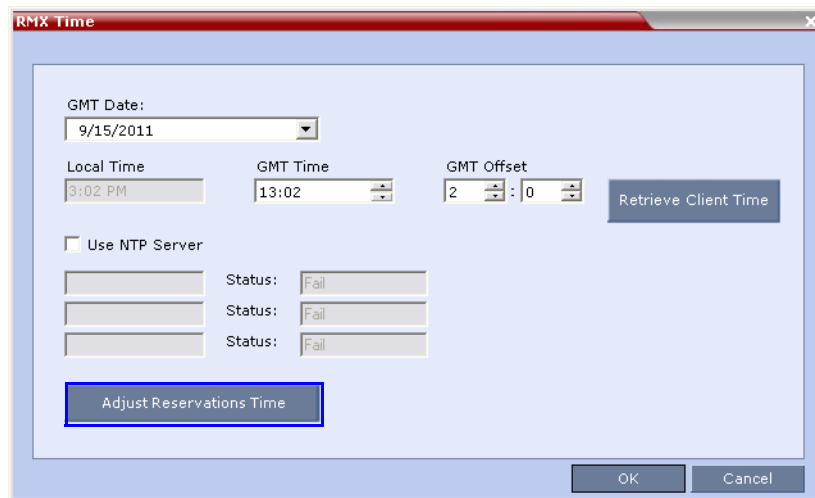 RMX Time
GMT Date:
9/15/2011
Local Time GMT Time GMT Offset
3:02 PM 13:02 2 : 0 Retrieve Client Time
Use NTP Server
Status: Fail
Status: Fail
Status: Fail
Adjust Reservations Time
OK Cancel